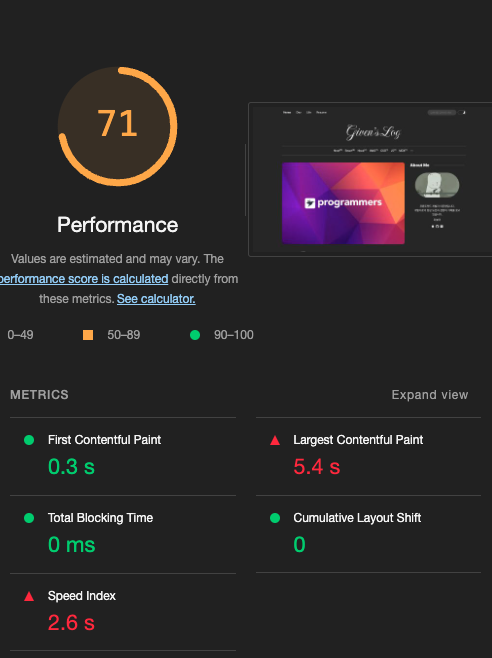 71
Performance
Values are estimated and may vary. The
performance score is calculated directly from
these metrics. See calculator.
0–49
50–89
90–100
Given's Log
About Me
programmers
METRICS
Expand view
First Contentful Paint
0.3 s
Largest Contentful Paint
5.4 s
Total Blocking Time
0 ms
Cumulative Layout Shift
0
Speed Index
2.6 s